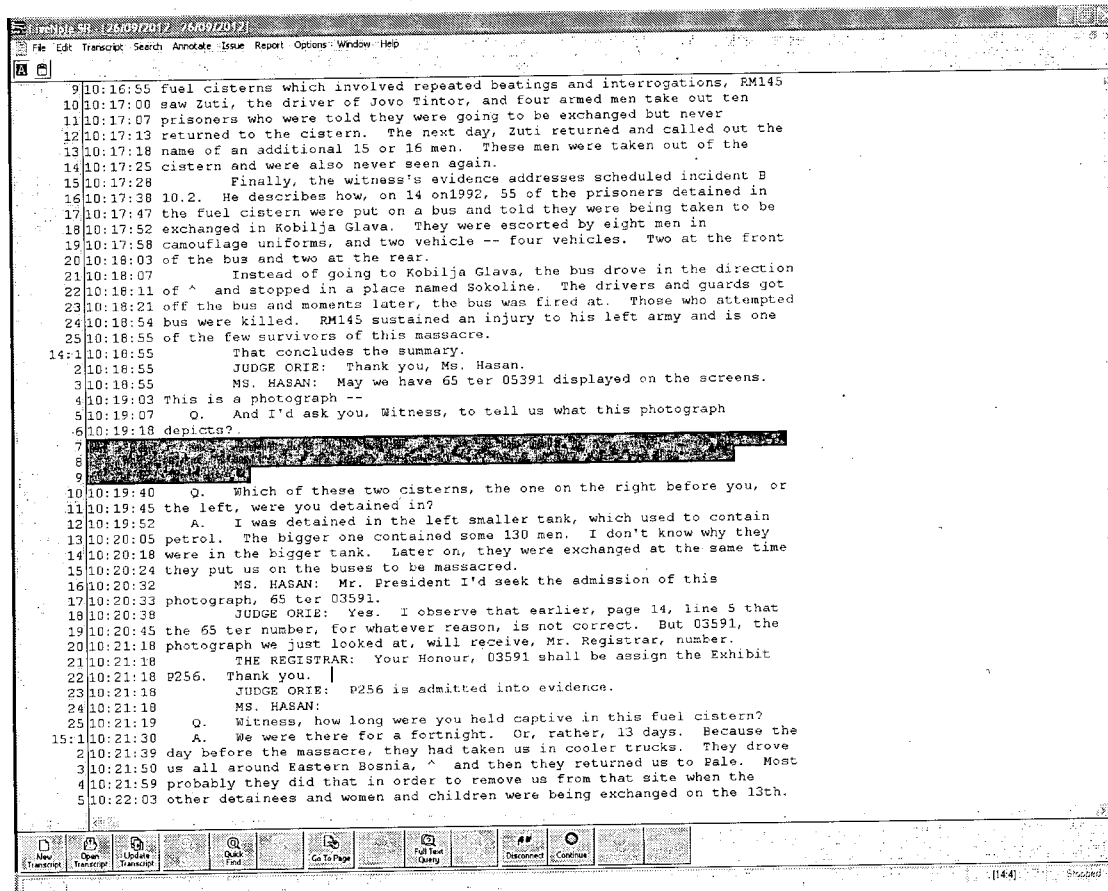 LiveNote SR - [26/09/2012 26/09/2012]
File Edit Transcript Search Annotate Issue Report Options Window Help
9 10:16:55 fuel cisterns which involved repeated beatings and interrogations, RM145
10 10:17:00 saw Zuti, the driver of Jovo Tintor, and four armed men take out ten
11 10:17:07 prisoners who were told they were going to be exchanged but never
12 10:17:13 returned to the cistern. The next day, Zuti returned and called out the
13 10:17:18 name of an additional 15 or 16 men. These men were taken out of the
14 10:17:25 cistern and were also never seen again.
15 10:17:28 Finally, the witness's evidence addresses scheduled incident B
16 10:17:38 10.2. He describes how, on 14 on1992, 55 of the prisoners detained in
17 10:17:47 the fuel cistern were put on a bus and told they were being taken to be
18 10:17:52 exchanged in Kobilja Glava. They were escorted by eight men in
19 10:17:58 camouflage uniforms, and two vehicle -- four vehicles. Two at the front
20 10:18:03 of the bus and two at the rear.
21 10:18:07 Instead of going to Kobilja Glava, the bus drove in the direction
22 10:18:11 of ^ and stopped in a place named Sokoline. The drivers and guards got
23 10:18:21 off the bus and moments later, the bus was fired at. Those who attempted
24 10:18:54 bus were killed. RM145 sustained an injury to his left army and is one
25 10:18:55 of the few survivors of this massacre.
14:1 10:18:55 That concludes the summary.
2 10:18:55 JUDGE ORIE: Thank you, Ms. Hasan.
3 10:18:55 MS. HASAN: May we have 65 ter 05391 displayed on the screens.
4 10:19:03 This is a photograph --
5 10:19:07 Q. And I'd ask you, Witness, to tell us what this photograph
6 10:19:18 depicts?
7
8
9
10 10:19:40 Q. Which of these two cisterns, the one on the right before you, or
11 10:19:45 the left, were you detained in?
12 10:19:52 A. I was detained in the left smaller tank, which used to contain
13 10:20:05 petrol. The bigger one contained some 130 men. I don't know why they
14 10:20:18 were in the bigger tank. Later on, they were exchanged at the same time
15 10:20:24 they put us on the buses to be massacred.
16 10:20:32 MS. HASAN: Mr. President I'd seek the admission of this
17 10:20:33 photograph, 65 ter 03591.
18 10:20:38 JUDGE ORIE: Yes. I observe that earlier, page 14, line 5 that
19 10:20:45 the 65 ter number, for whatever reason, is not correct. But 03591, the
20 10:21:18 photograph we just looked at, will receive, Mr. Registrar, number.
21 10:21:18 THE REGISTRAR: Your Honour, 03591 shall be assign the Exhibit
22 10:21:18 P256. Thank you.
23 10:21:18 JUDGE ORIE: P256 is admitted into evidence.
24 10:21:18 MS. HASAN:
25 10:21:19 Q. Witness, how long were you held captive in this fuel cistern?
15:1 10:21:30 A. We were there for a fortnight. Or, rather, 13 days. Because the
2 10:21:39 day before the massacre, they had taken us in cooler trucks. They drove
3 10:21:50 us all around Eastern Bosnia, ^ and then they returned us to Pale. Most
4 10:21:59 probably they did that in order to remove us from that site when the
5 10:22:03 other detainees and women and children were being exchanged on the 13th.
New Transcript Open Transcript Update Transcript Quick Find Go To Page Full Text Query Disconnect Continue
[14:4] Stopped